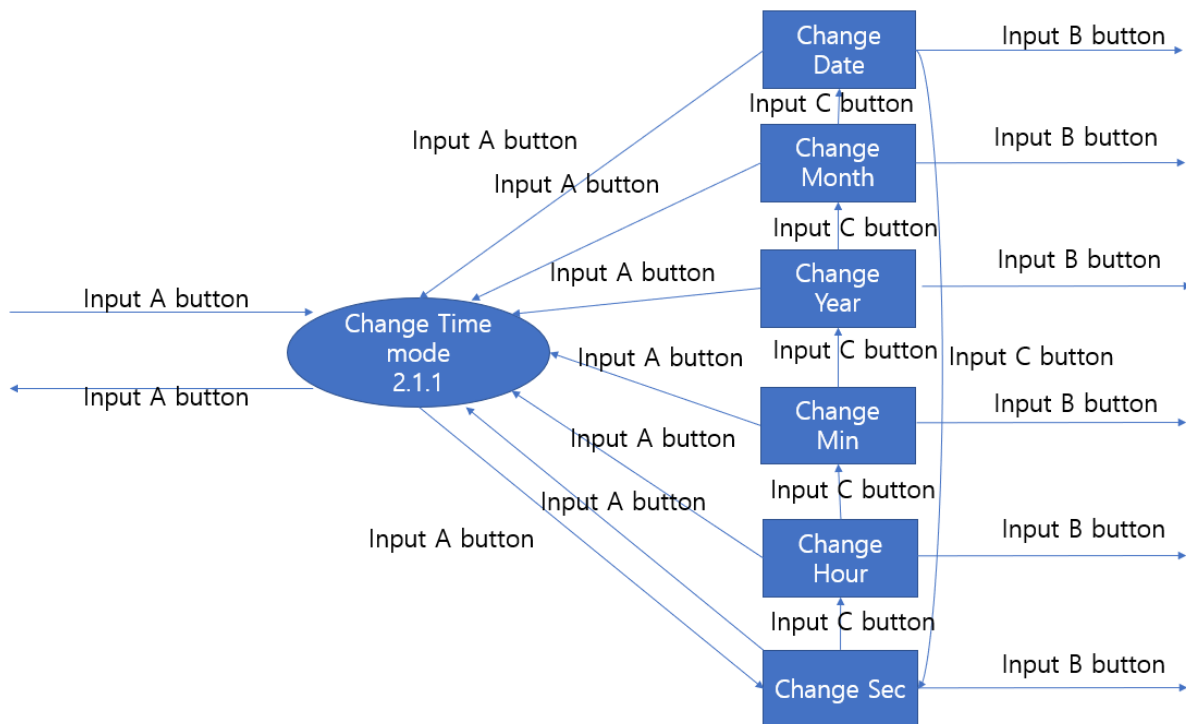 Change
Date
Input B button
Input C button
Input A button
Change
Month
Input B button
Input A button
Input C button
Input A button
Change
Year
Input B button
Input A button
Change Time
mode
2.1.1
Input A button
Input C button
Input A button
Input C button
Change
Min
Input B button
Input A button
Input C button
Input A button
Input A button
Change
Hour
Input B button
Input C button
Change Sec
Input B button